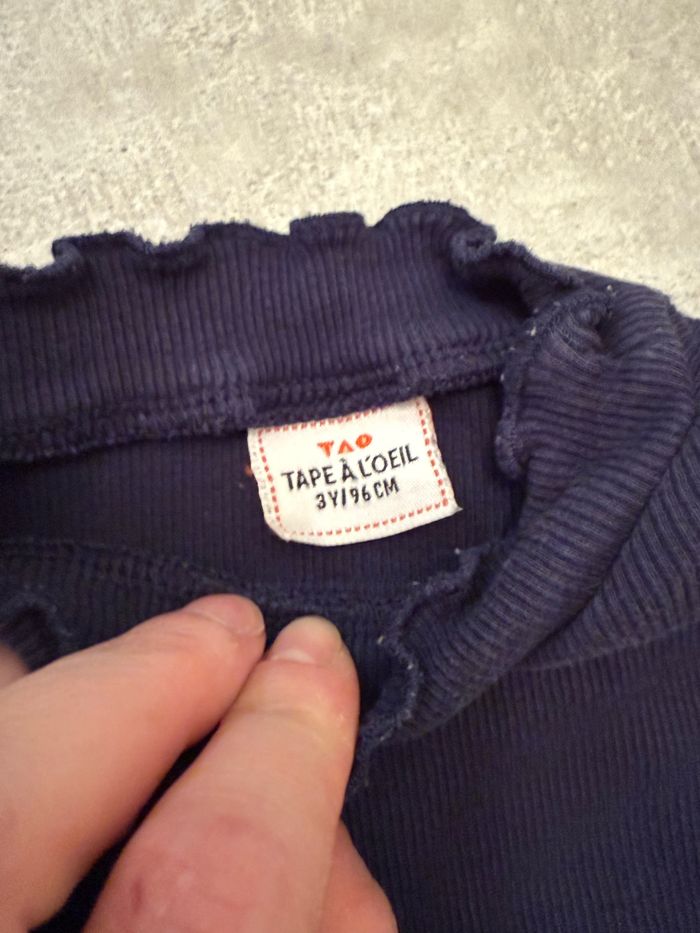 TAO
TAPE À L'OEIL
3Y/96CM